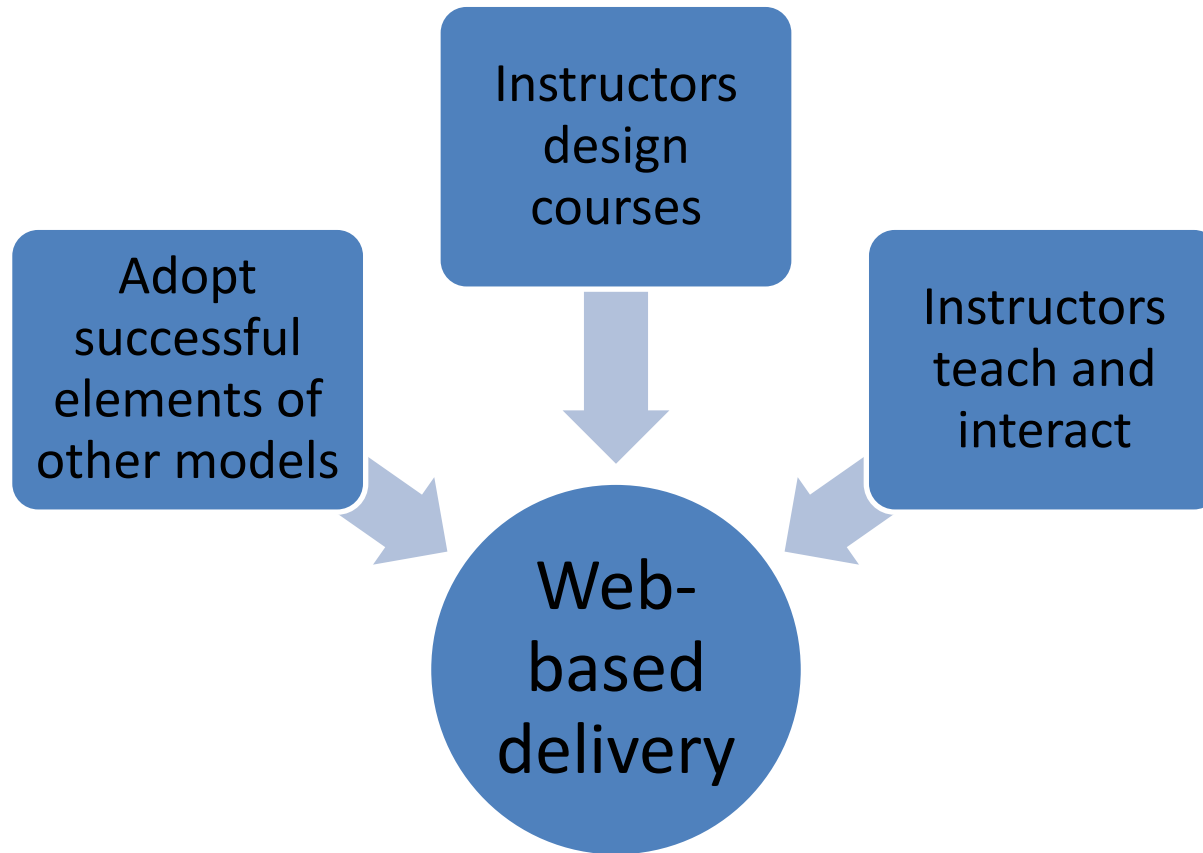 Instructors
design
courses
Adopt
successful
elements of
other models
Instructors
teach and
interact
Web-
based
delivery